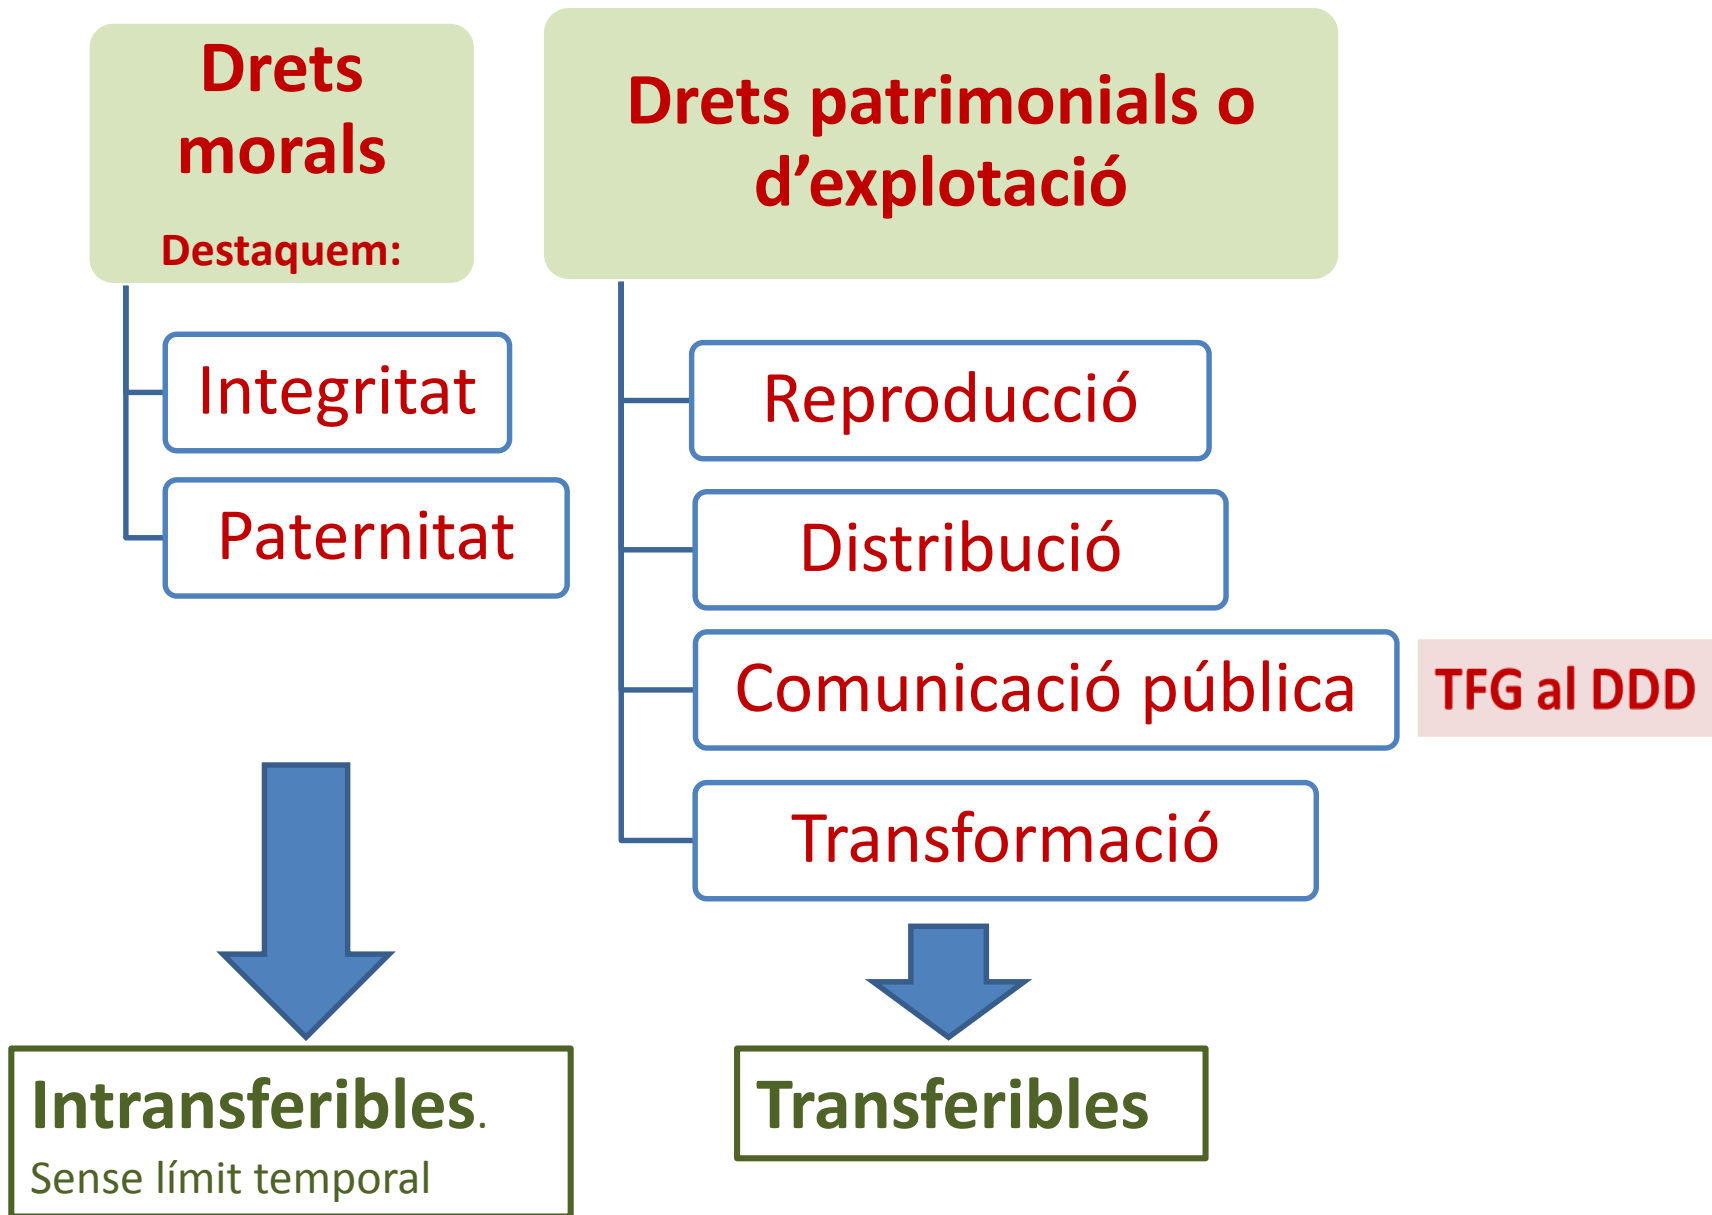 Drets
morals
Destaquem:
Integritat
Paternitat
Intransferibles.
Sense límit temporal
Drets patrimonials o
d’explotació
Reproducció
Distribució
Comunicació pública
TFG al DDD
Transformació
Transferibles